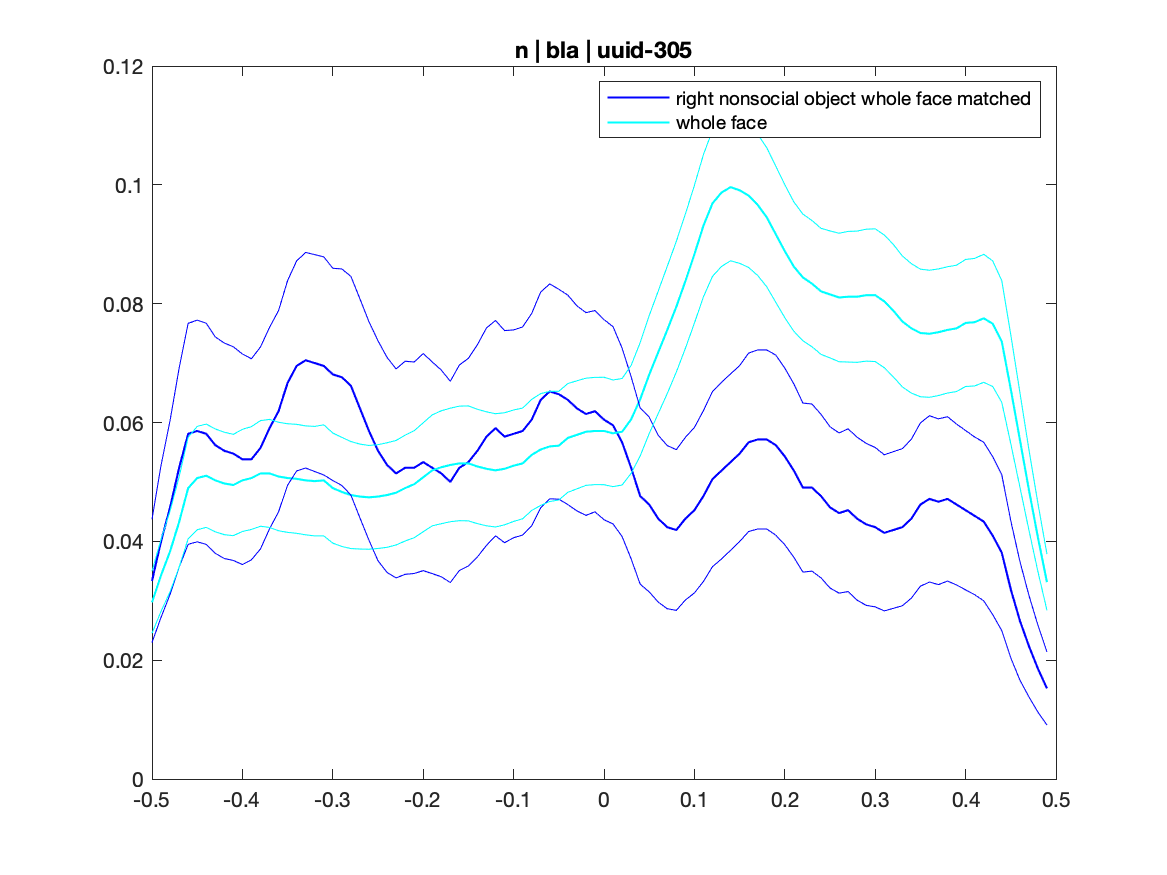 n | bla | uuid-305
right nonsocial object whole face matched
whole face
0.12
0.1
0.08
0.06
0.04
0.02
0
-0.5 -0.4 -0.3 -0.2 -0.1 0 0.1 0.2 0.3 0.4 0.5